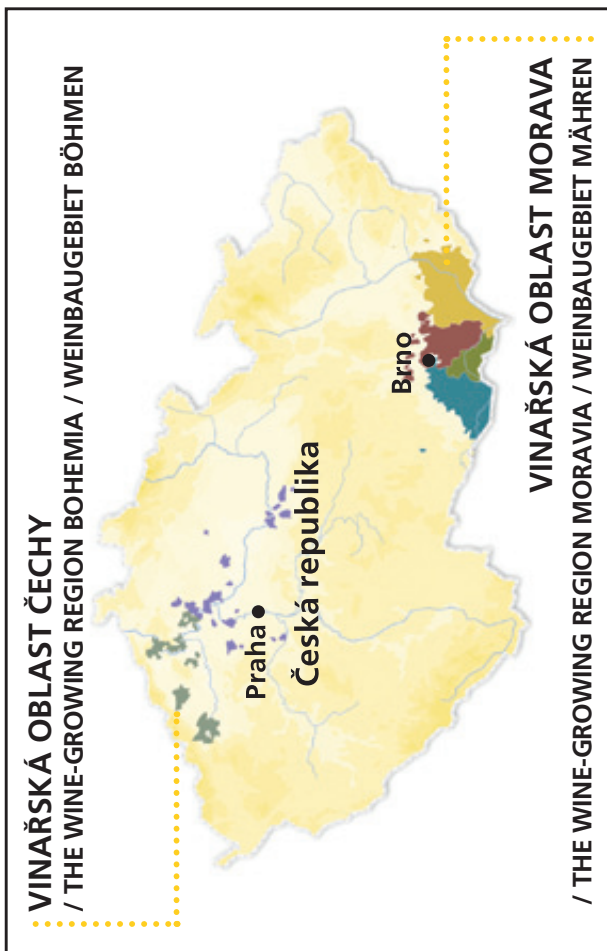 VINAŘSKÁ OBLAST ČECHY
/ THE WINE-GROWING REGION BOHEMIA / WEINBAUGEBIET BÖHMEN
Praha
Česká republika
Brno
VINAŘSKÁ OBLAST MORAVA
/ THE WINE-GROWING REGION MORAVIA / WEINBAUGEBIET MÄHREN